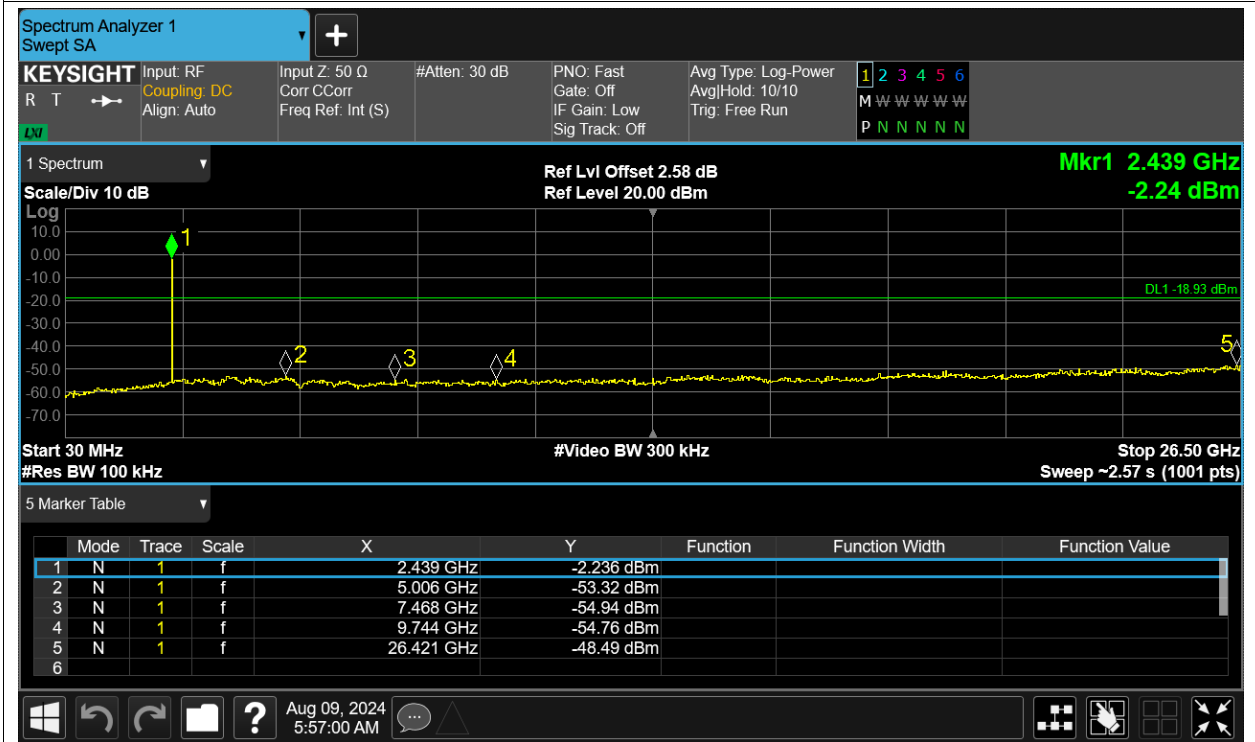 Spectrum Analyzer 1
Swept SA
+
KEYSIGHT Input: RF Input Z: 50 Ω #Atten: 30 dB PNO: Fast Avg Type: Log-Power 1 2 3 4 5 6
R T Coupling: DC Corr CCorr Gate: Off Avg|Hold: 10/10 M W W W W W
Align: Auto Freq Ref: Int (S) IF Gain: Low Trig: Free Run
LXI Sig Track: Off P N N N N N
1 Spectrum Ref Lvl Offset 2.58 dB Mkr1 2.439 GHz
Scale/Div 10 dB Ref Level 20.00 dBm -2.24 dBm
Log
10.0 1
0.00
-10.0
DL1 -18.93 dBm
-20.0
-30.0
-40.0 2 3 4 5
-50.0
-60.0
-70.0
Start 30 MHz #Video BW 300 kHz Stop 26.50 GHz
#Res BW 100 kHz Sweep ~2.57 s (1001 pts)
5 Marker Table
Mode Trace Scale X Y Function Function Width Function Value
1 N 1 f 2.439 GHz -2.236 dBm
2 N 1 f 5.006 GHz -53.32 dBm
3 N 1 f 7.468 GHz -54.94 dBm
4 N 1 f 9.744 GHz -54.76 dBm
5 N 1 f 26.421 GHz -48.49 dBm
6
? Aug 09, 2024
5:57:00 AM